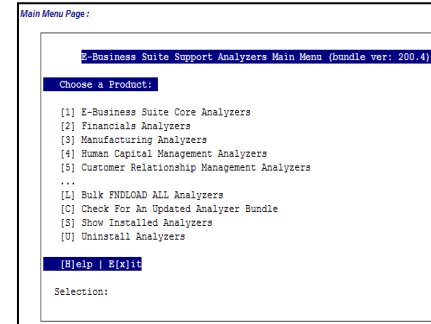 Main Menu Page :
E-Business Suite Support Analyzers Main Menu (bundle ver: 200.4)
Choose a Product:
[1] E-Business Suite Core Analyzers
[2] Financials Analyzers
[3] Manufacturing Analyzers
[4] Human Capital Management Analyzers
[5] Customer Relationship Management Analyzers
...
[L] Bulk FNDLOAD ALL Analyzers
[C] Check For An Updated Analyzer Bundle
[S] Show Installed Analyzers
[U] Uninstall Analyzers
[H]elp | E[x]it
Selection: